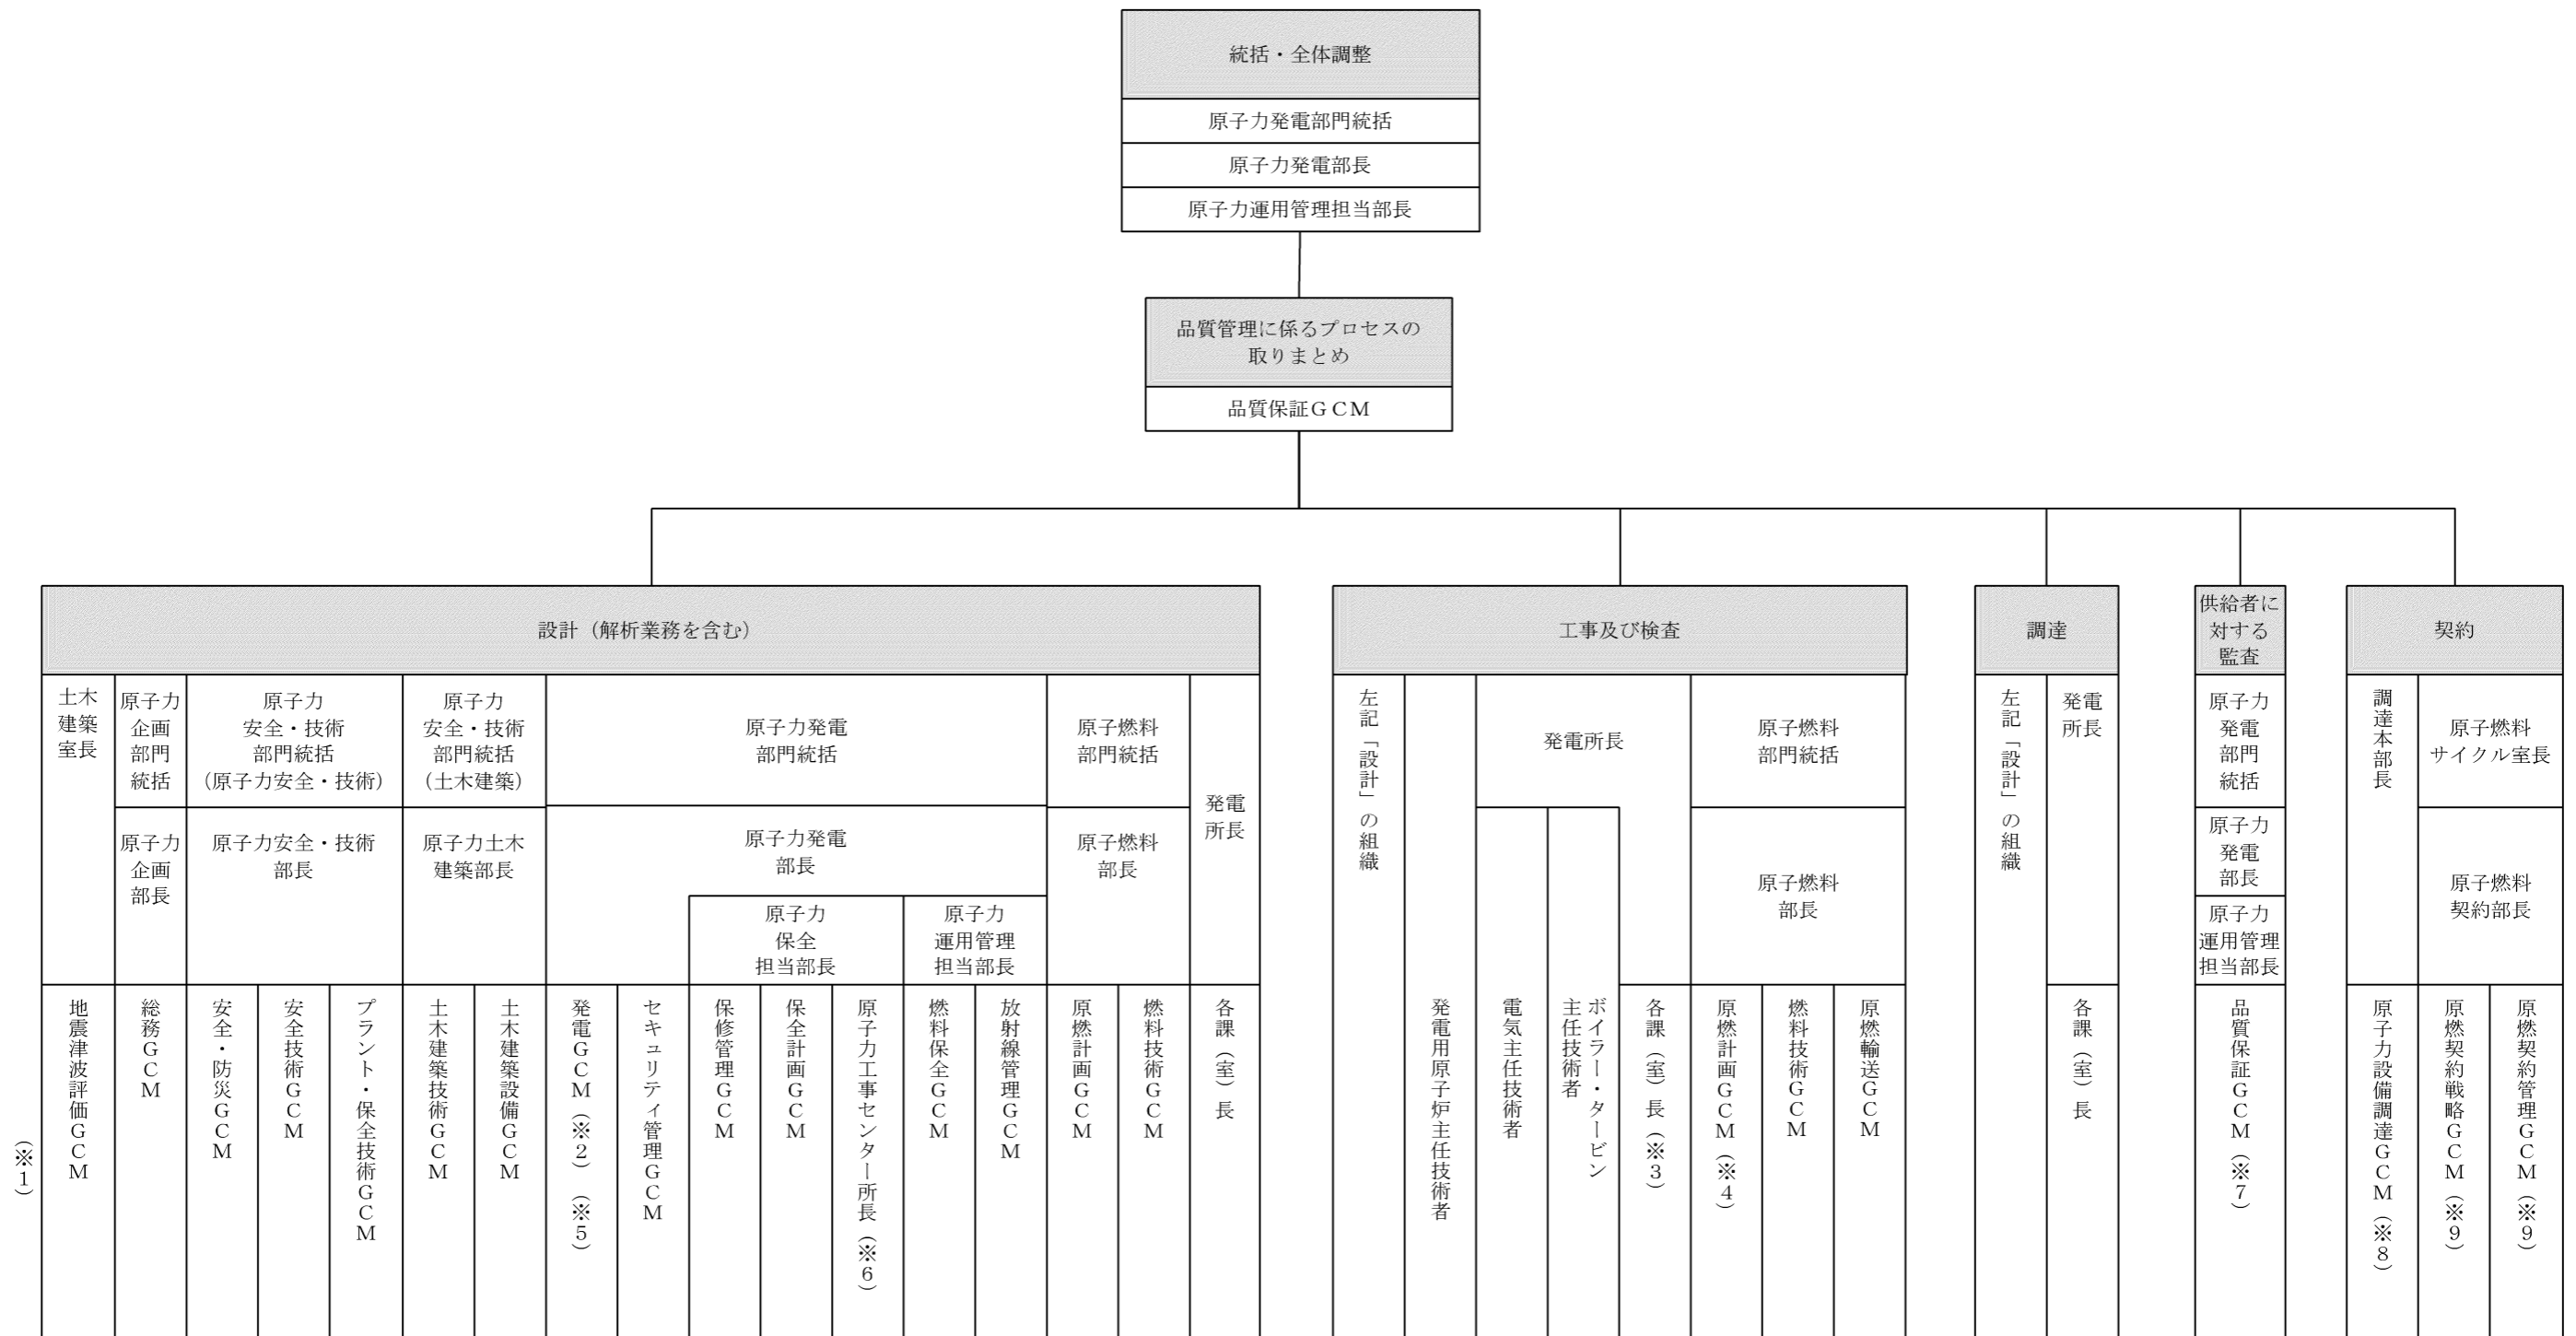 統括・全体調整
原子力発電部門統括
原子力発電部長
原子力運用管理担当部長
品質管理に係るプロセスの
取りまとめ
品質保証ＧＣＭ
設計（解析業務を含む）
土木
建築
室長
原子力
企画
部門
統括
原子力
安全・技術
部門統括
（原子力安全・技術）
原子力
安全・技術
部門統括
（土木建築）
原子力発電
部門統括
原子燃料
部門統括
発電
所長
原子力
企画
部長
原子力安全・技術
部長
原子力土木
建築部長
原子力発電
部長
原子燃料
部長
原子力
保全
担当部長
原子力
運用管理
担当部長
（※１）
地震津波評価ＧＣＭ
総務ＧＣＭ
安全・防災ＧＣＭ
安全技術ＧＣＭ
プラント・保全技術ＧＣＭ
土木建築技術ＧＣＭ
土木建築設備ＧＣＭ
発電ＧＣＭ（※２）（※５）
セキュリティ管理ＧＣＭ
保修管理ＧＣＭ
保全計画ＧＣＭ
原子力工事センター所長（※６）
燃料保全ＧＣＭ
放射線管理ＧＣＭ
原燃計画ＧＣＭ
燃料技術ＧＣＭ
各課（室）長
工事及び検査
左記「設計」の組織
発電用原子炉主任技術者
発電所長
電気主任技術者
ボイラー・タービン
主任技術者
各課（室）長（※３）
原子燃料
部門統括
原子燃料
部長
原燃計画ＧＣＭ（※４）
燃料技術ＧＣＭ
原燃輸送ＧＣＭ
調達
左記「設計」の組織
発電
所長
各課（室）長
供給者に
対する
監査
原子力
発電
部門
統括
原子力
発電
部長
原子力
運用管理
担当部長
品質保証ＧＣＭ（※７）
契約
調達本部長
原子力設備調達ＧＣＭ（※８）
原子燃料
サイクル室長
原子燃料
契約部長
原燃契約戦略ＧＣＭ（※９）
原燃契約管理ＧＣＭ（※９）